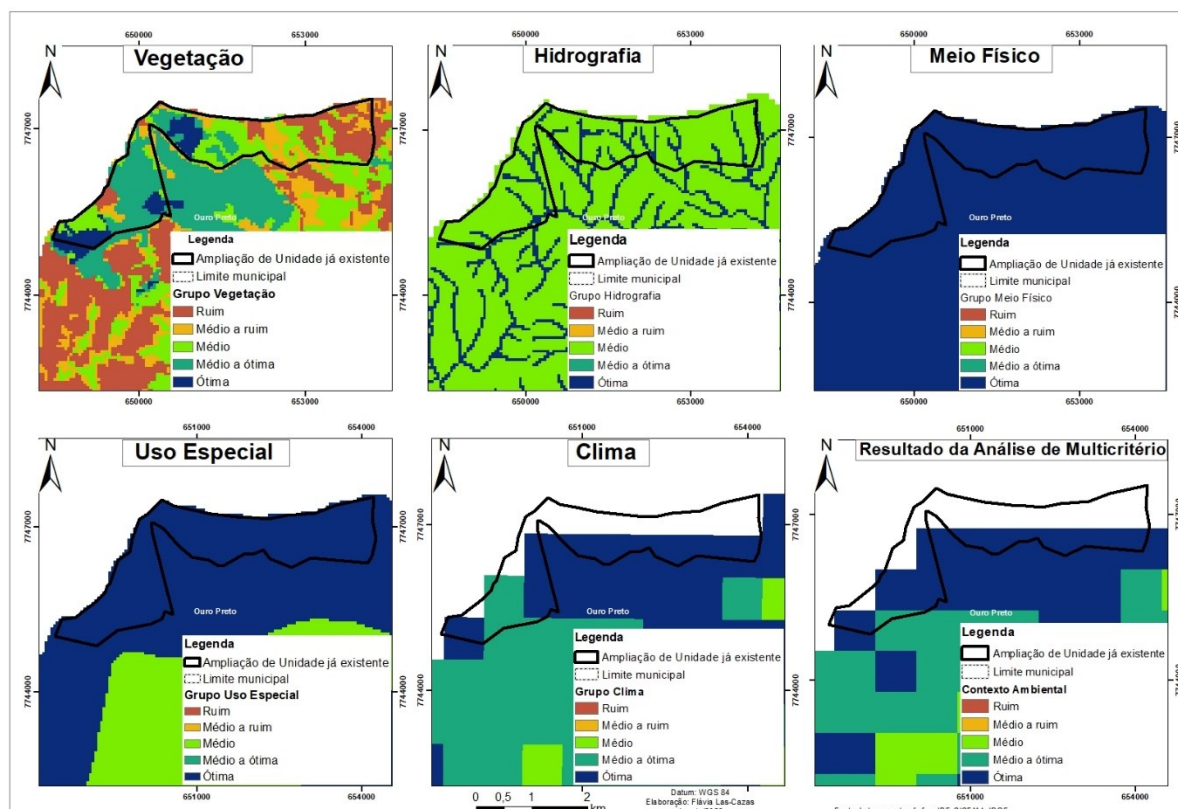 650000
653000
N
Vegetação
7747000
7744000
Ouro Preto
Legenda
Ampliação de Unidade já existente
Limite municipal
Grupo Vegetação
Ruim
Médio a ruim
Médio
Médio a ótima
Ótima
650000
653000
650000
653000
N
Hidrografia
7747000
7744000
Ouro Preto
Legenda
Ampliação de Unidade já existente
Limite municipal
Grupo Hidrografia
Ruim
Médio a ruim
Médio
Médio a ótima
Ótima
650000
653000
650000
653000
N
Meio Físico
7747000
7744000
Ouro Preto
Legenda
Ampliação de Unidade já existente
Limite municipal
Grupo Meio Físico
Ruim
Médio a ruim
Médio
Médio a ótima
Ótima
650000
653000
651000
654000
N
Uso Especial
7747000
7744000
Ouro Preto
Legenda
Ampliação de Unidade já existente
Limite municipal
Grupo Uso Especial
Ruim
Médio a ruim
Médio
Médio a ótima
Ótima
651000
654000
651000
654000
N
Clima
7747000
7744000
Ouro Preto
Legenda
Ampliação de Unidade já existente
Limite municipal
Grupo Clima
Ruim
Médio a ruim
Médio
Médio a ótima
Ótima
0 0,5 1 2
km
Datum: WGS 84
Elaboração: Flávia Las-Cazas
651000
654000
N
Resultado da Análise de Multicritério
7747000
7744000
Ouro Preto
Legenda
Ampliação de Unidade já existente
Limite municipal
Contexto Ambiental
Ruim
Médio a ruim
Médio
Médio a ótima
Ótima
651000
654000